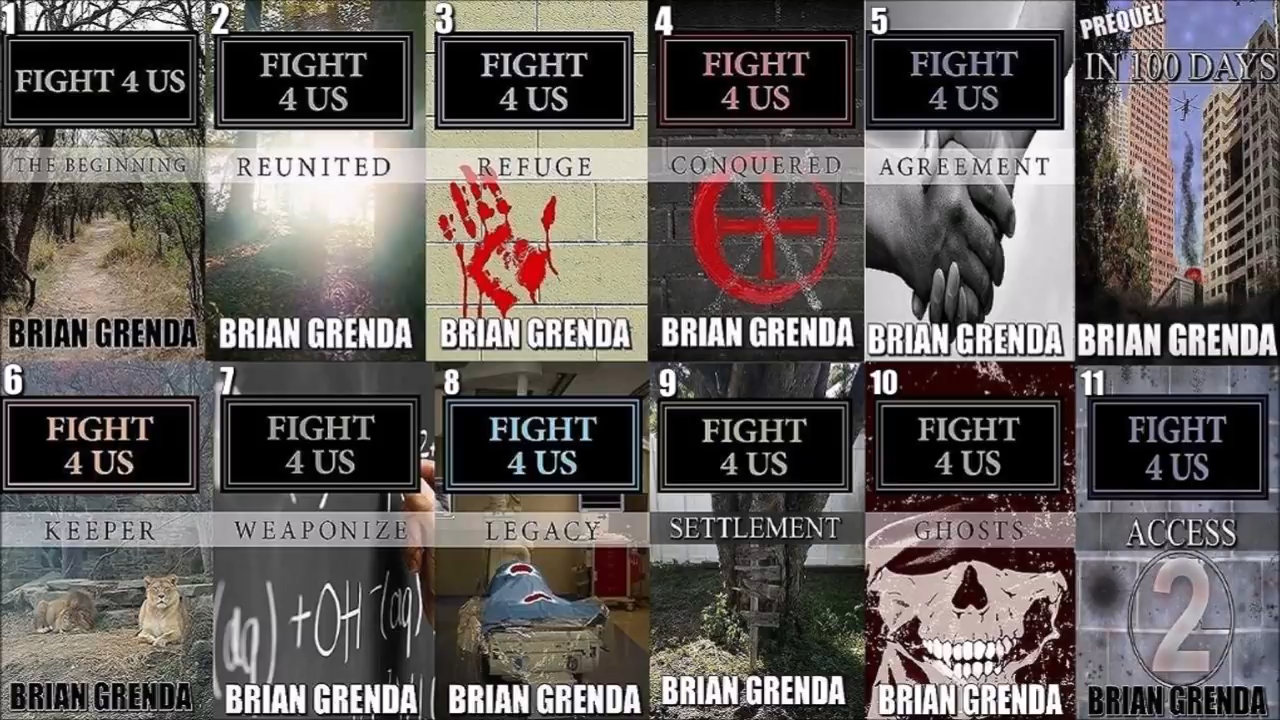 1
FIGHT 4 US
THE BEGINNING
BRIAN GRENDA
2
FIGHT
4 US
REUNITED
BRIAN GRENDA
3
FIGHT
4 US
REFUGE
BRIAN GRENDA
4
FIGHT
4 US
CONQUERED
BRIAN GRENDA
5
FIGHT
4 US
AGREEMENT
BRIAN GRENDA
PREQUEL
IN 100 DAYS
BRIAN GRENDA
6
FIGHT
4 US
KEEPER
BRIAN GRENDA
7
FIGHT
4 US
WEAPONIZE
(aq) + OH⁻(aq)
BRIAN GRENDA
8
FIGHT
4 US
LEGACY
BRIAN GRENDA
9
FIGHT
4 US
SETTLEMENT
BRIAN GRENDA
10
FIGHT
4 US
GHOSTS
BRIAN GRENDA
11
FIGHT
4 US
ACCESS
2
BRIAN GRENDA